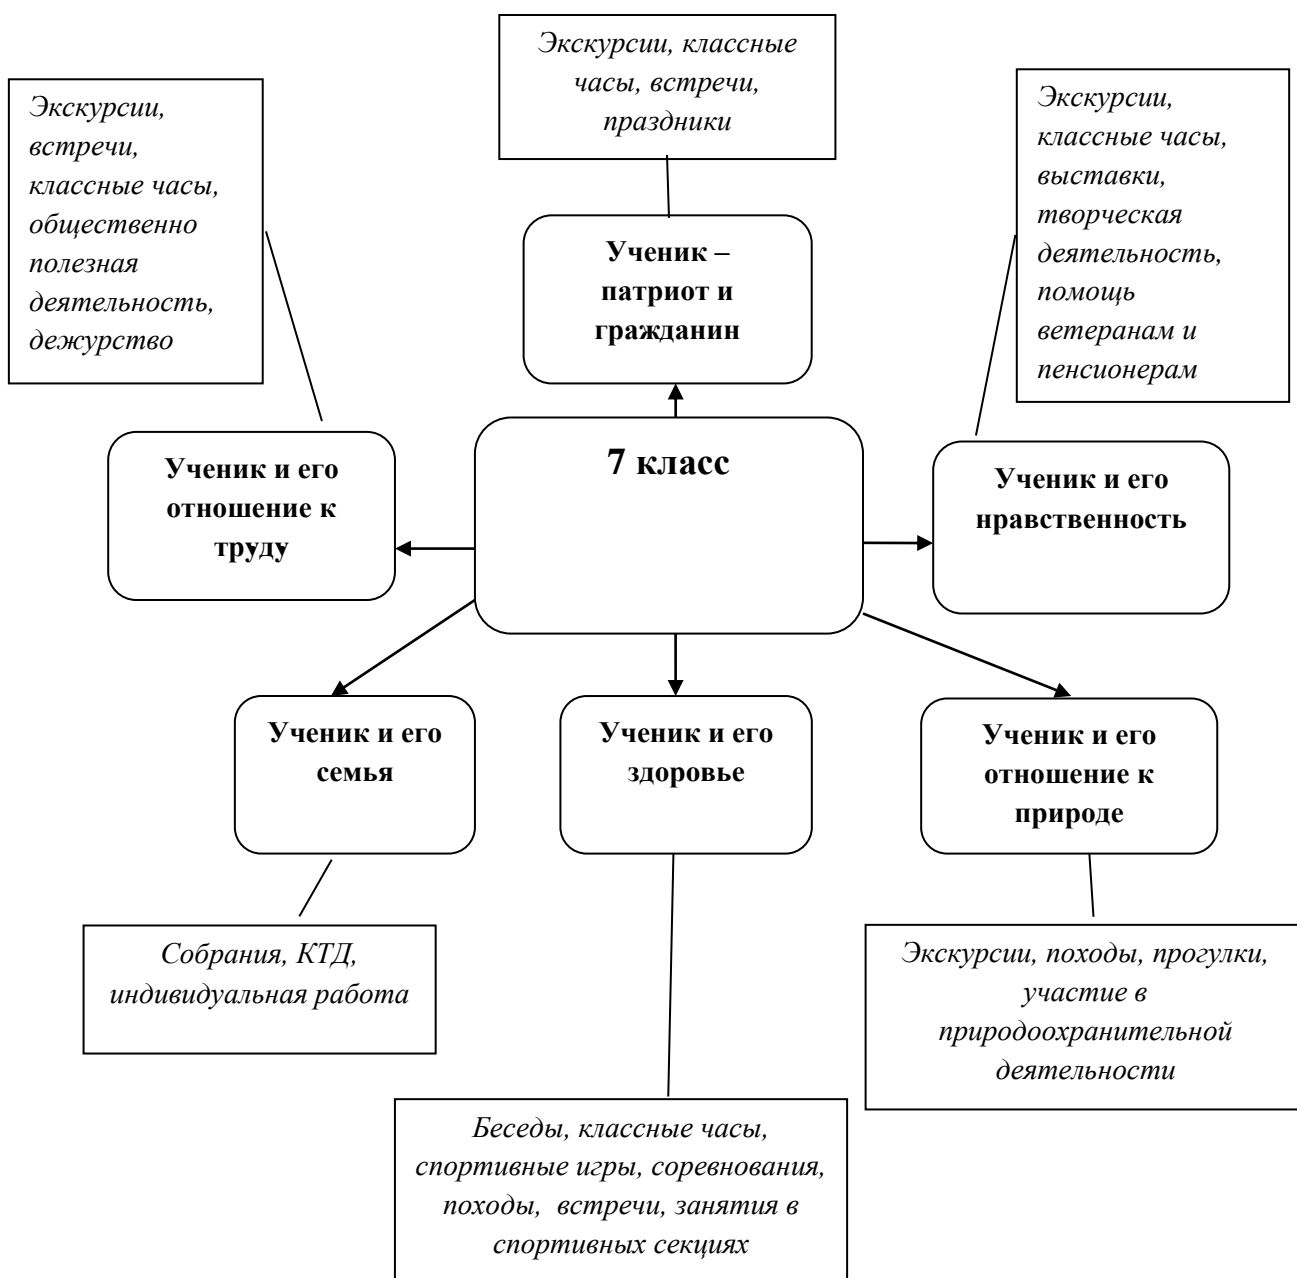 Экскурсии, классные
часы, встречи,
праздники
Экскурсии,
встречи,
классные часы,
общественно
полезная
деятельность,
дежурство
Экскурсии,
классные часы,
выставки,
творческая
деятельность,
помощь
ветеранам и
пенсионерам
Ученик –
патриот и
гражданин
Ученик и его
отношение к
труду
7 класс
Ученик и его
нравственность
Ученик и его
семья
Ученик и его
здоровье
Ученик и его
отношение к
природе
Собрания, КТД,
индивидуальная работа
Экскурсии, походы, прогулки,
участие в
природоохранительной
деятельности
Беседы, классные часы,
спортивные игры, соревнования,
походы, встречи, занятия в
спортивных секциях